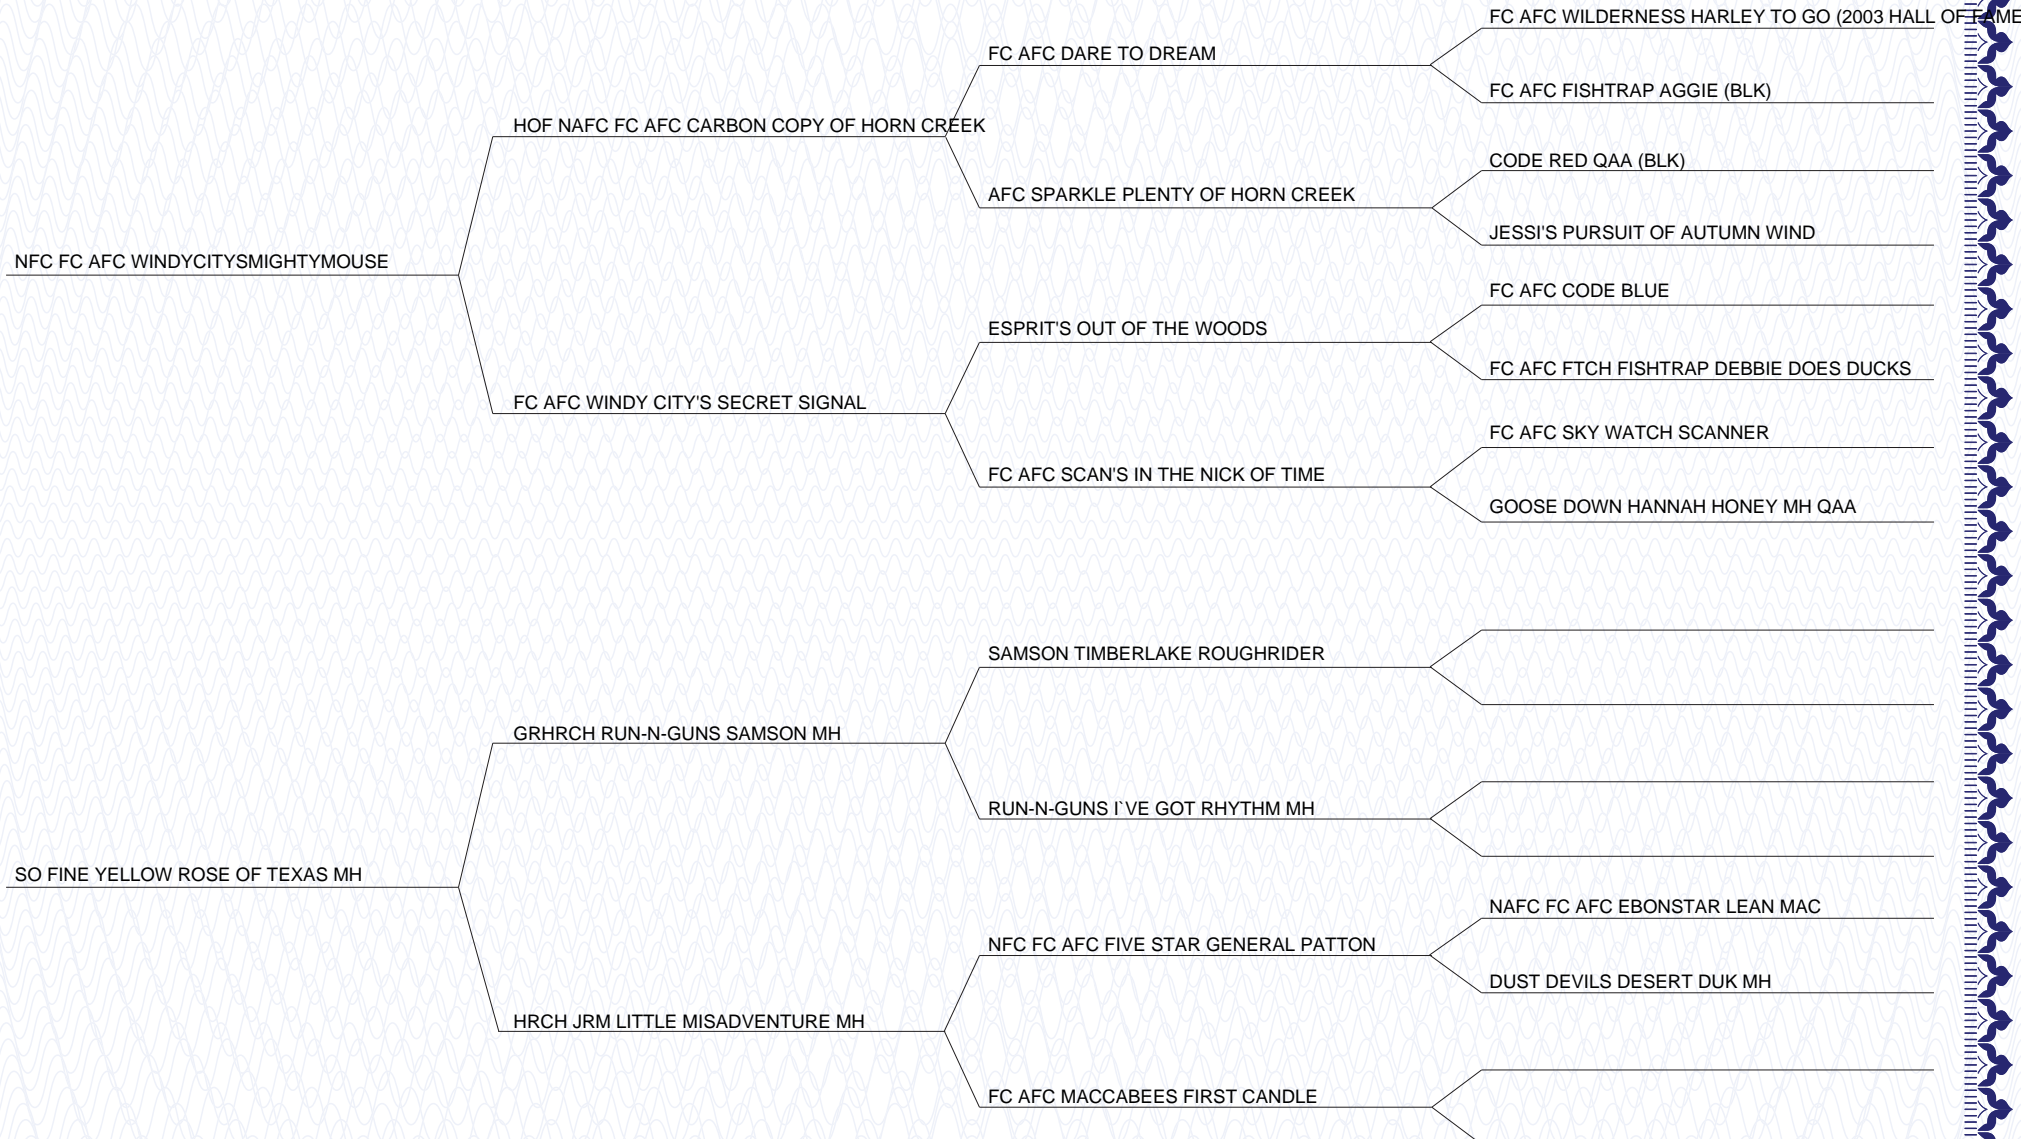 FC AFC WILDERNESS HARLEY TO GO (2003 HALL OF FAME
FC AFC DARE TO DREAM
FC AFC FISHTRAP AGGIE (BLK)
HOF NAFC FC AFC CARBON COPY OF HORN CREEK
CODE RED QAA (BLK)
AFC SPARKLE PLENTY OF HORN CREEK
JESSI'S PURSUIT OF AUTUMN WIND
NFC FC AFC WINDYCITYSMIGHTYMOUSE
FC AFC CODE BLUE
ESPRIT'S OUT OF THE WOODS
FC AFC FTCH FISHTRAP DEBBIE DOES DUCKS
FC AFC WINDY CITY'S SECRET SIGNAL
FC AFC SKY WATCH SCANNER
FC AFC SCAN'S IN THE NICK OF TIME
GOOSE DOWN HANNAH HONEY MH QAA
SAMSON TIMBERLAKE ROUGHRIDER
GRHRCH RUN-N-GUNS SAMSON MH
RUN-N-GUNS I`VE GOT RHYTHM MH
SO FINE YELLOW ROSE OF TEXAS MH
NAFC FC AFC EBONSTAR LEAN MAC
NFC FC AFC FIVE STAR GENERAL PATTON
DUST DEVILS DESERT DUK MH
HRCH JRM LITTLE MISADVENTURE MH
FC AFC MACCABEES FIRST CANDLE